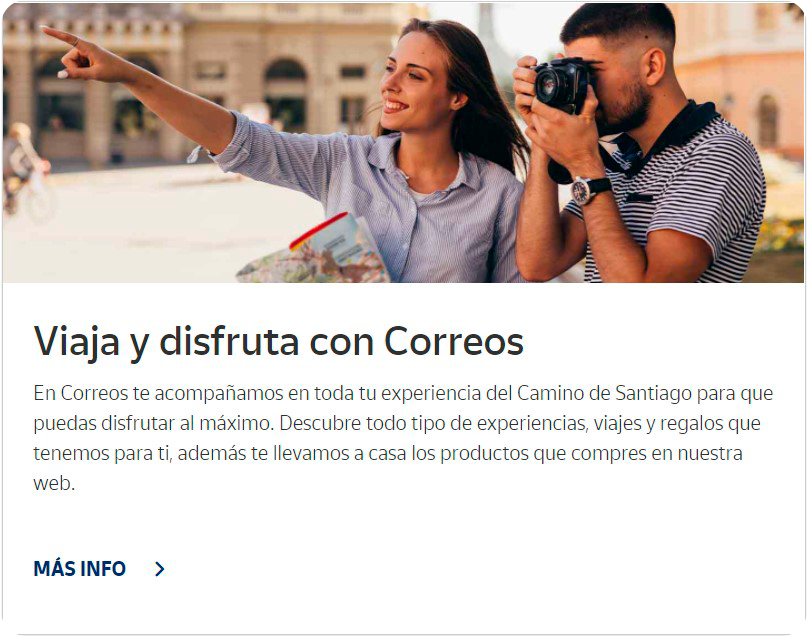 Viaja y disfruta con Correos
En Correos te acompañamos en toda tu experiencia del Camino de Santiago para que
puedas disfrutar al máximo. Descubre todo tipo de experiencias, viajes y regalos que
tenemos para ti, además te llevamos a casa los productos que compres en nuestra
web.
MÁS INFO